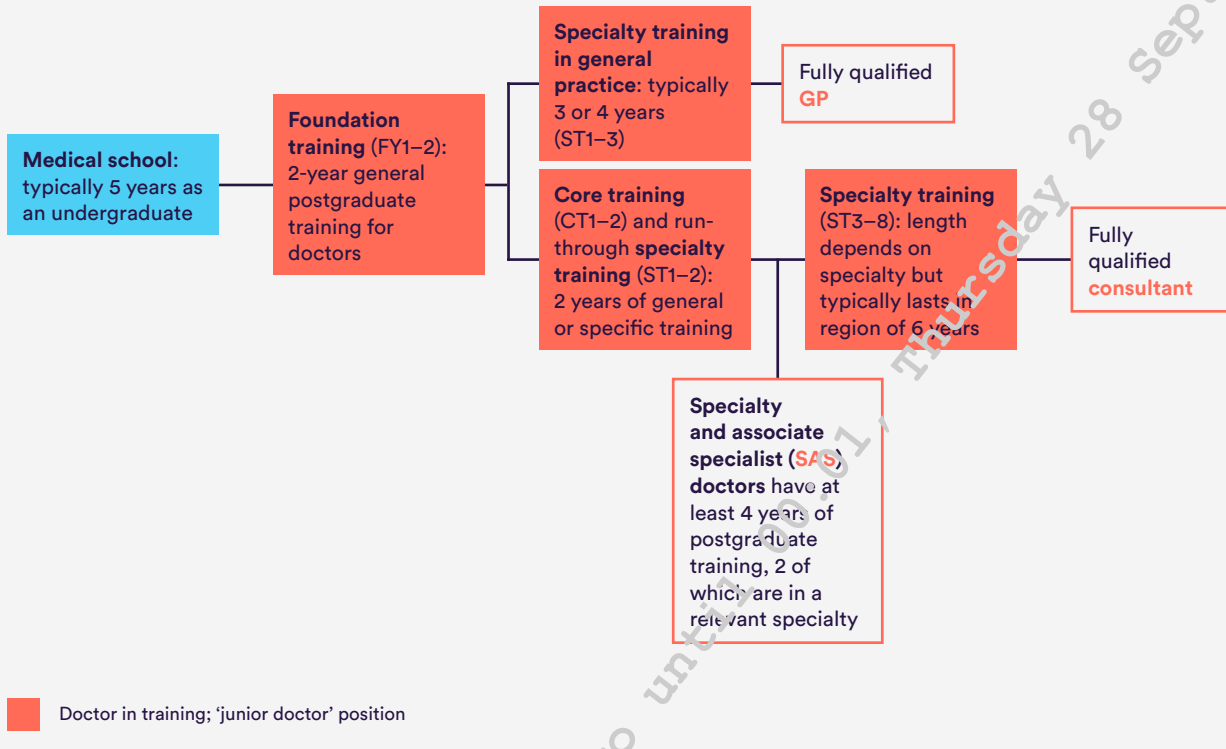 Medical school:
typically 5 years as
an undergraduate
Foundation
training (FY1–2):
2-year general
postgraduate
training for
doctors
Specialty training
in general
practice: typically
3 or 4 years
(ST1–3)
Fully qualified
GP
Core training
(CT1–2) and run-
through specialty
training (ST1–2):
2 years of general
or specific training
Specialty training
(ST3–8): length
depends on
specialty but
typically lasts in
region of 6 years
Fully
qualified
consultant
Specialty
and associate
specialist (SAS)
doctors have at
least 4 years of
postgraduate
training, 2 of
which are in a
relevant specialty
Doctor in training; ‘junior doctor’ position
until 00.01, Thursday 28